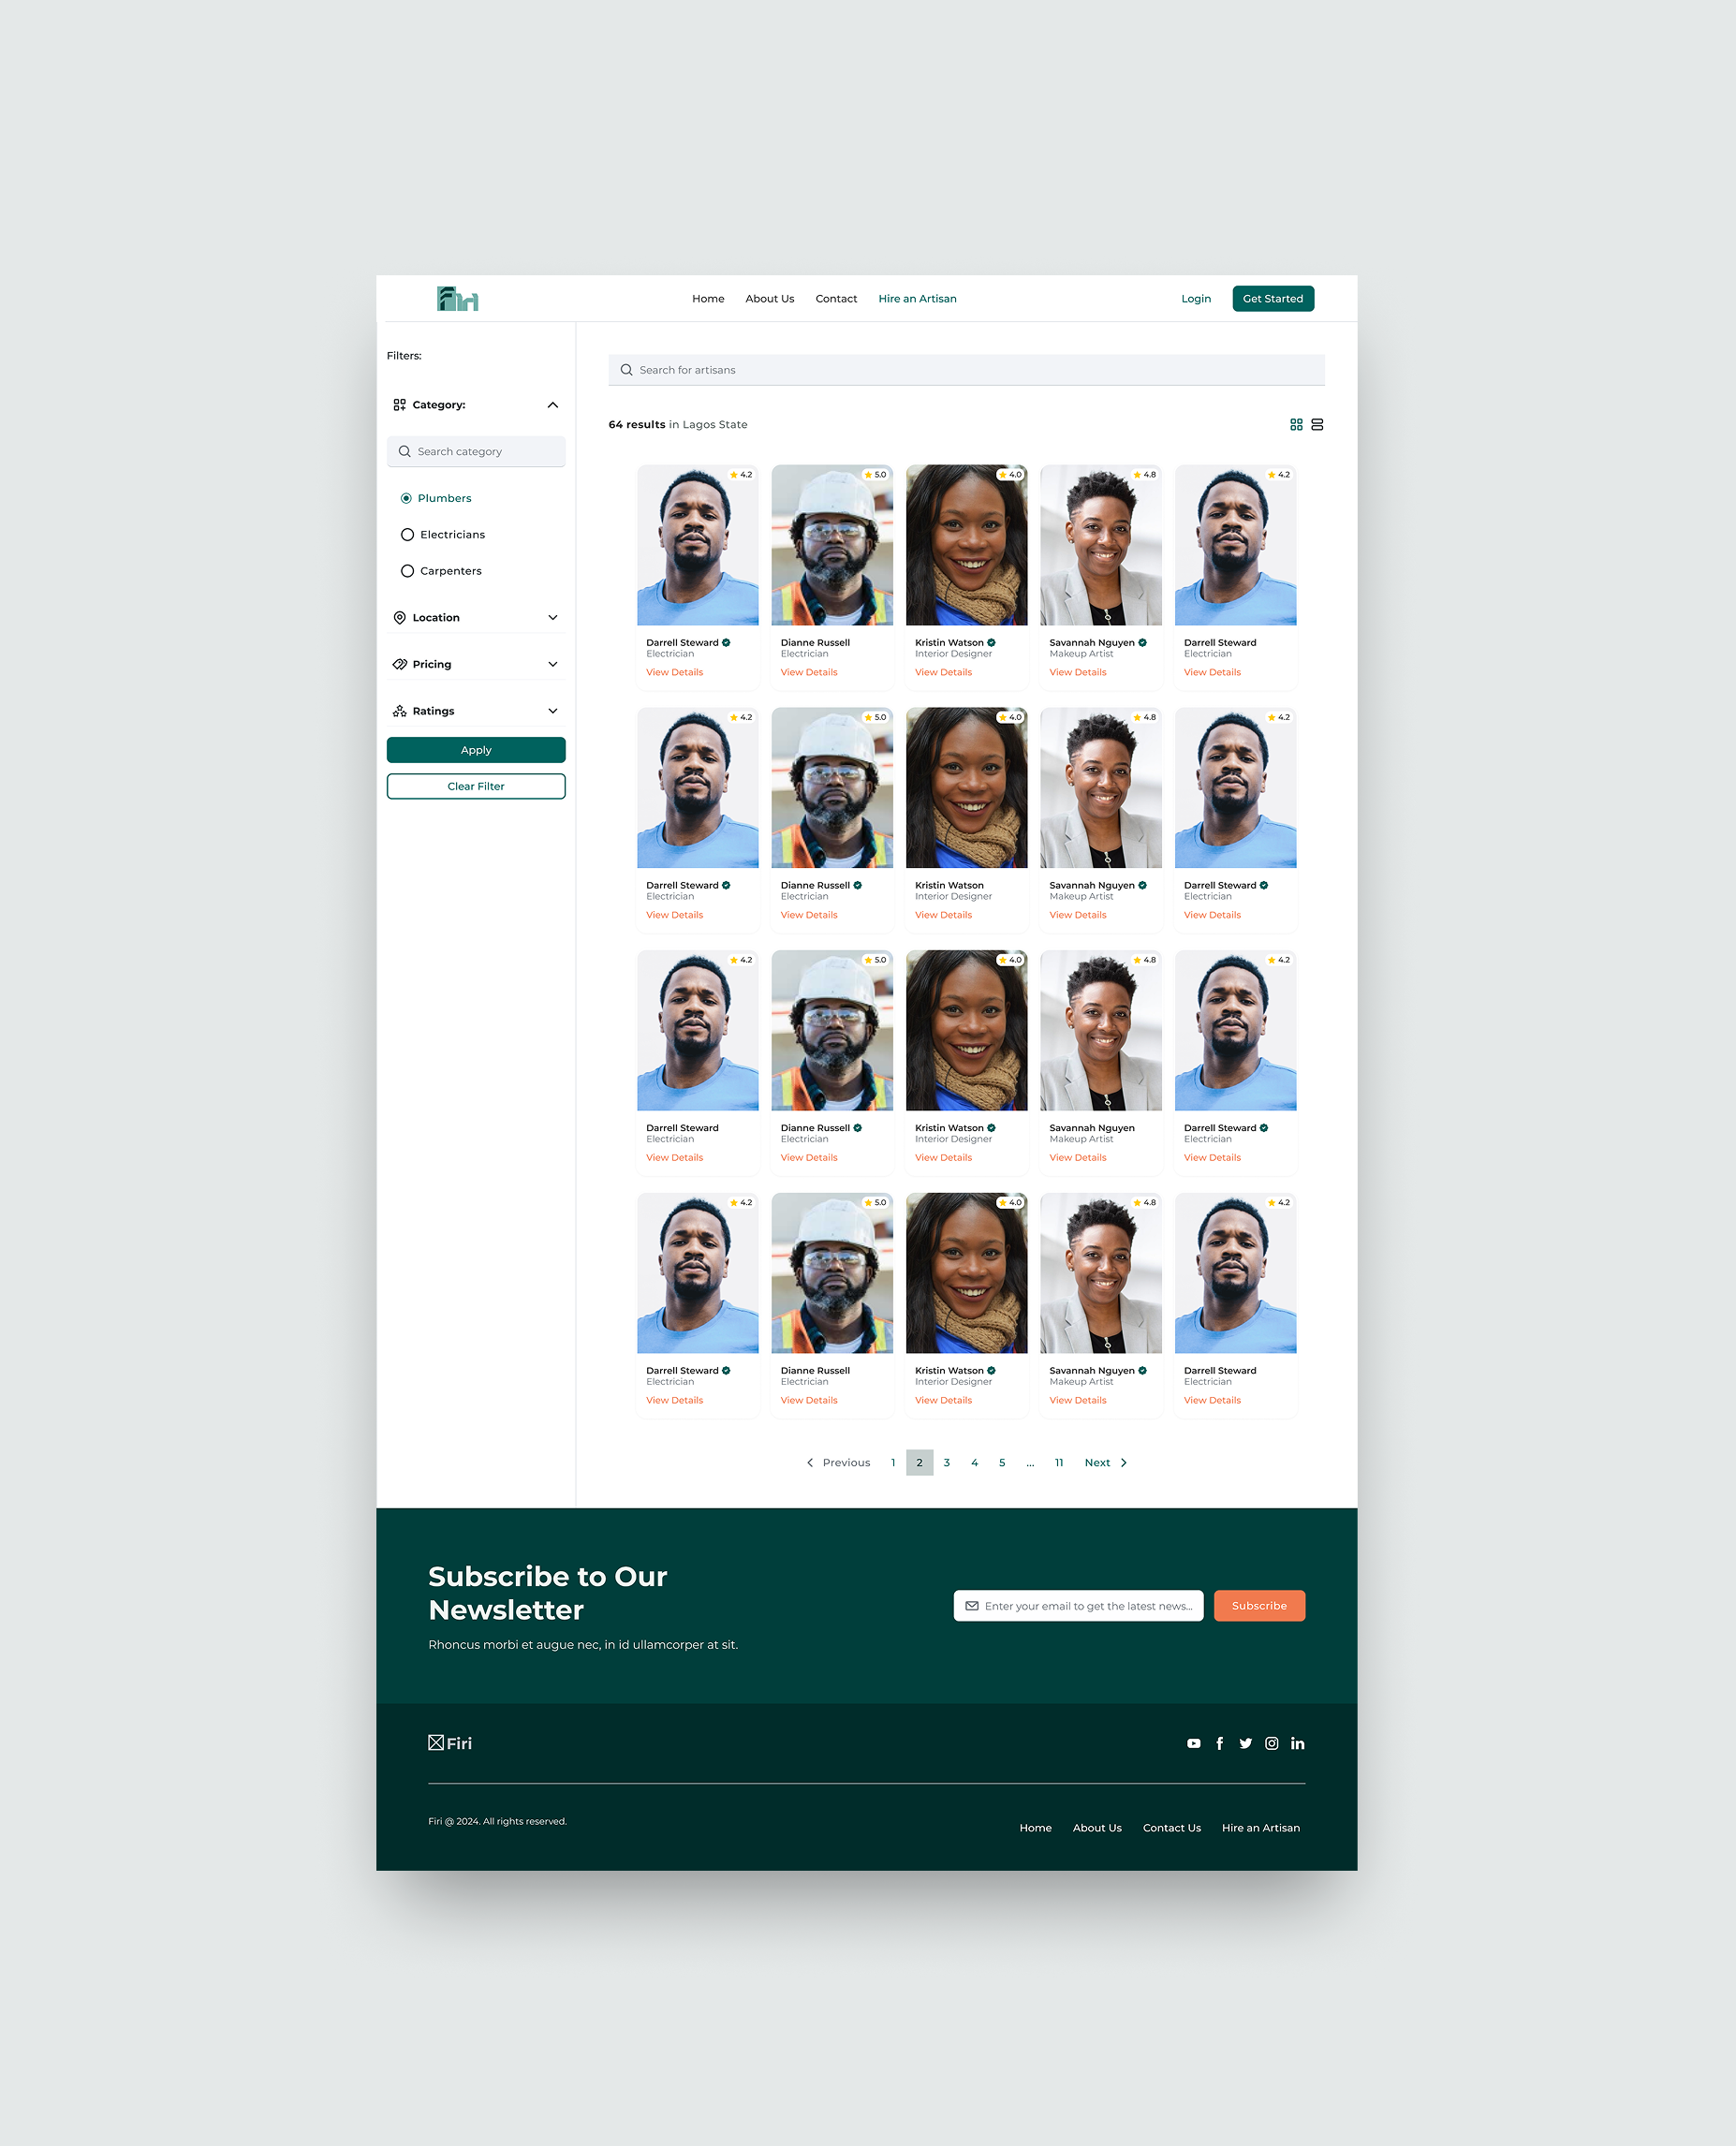 Firi
Home About Us Contact Hire an Artisan
Login Get Started
Filters:
Category:
Search category
Plumbers
Electricians
Carpenters
Location
Pricing
Ratings
Apply
Clear Filter
Search for artisans
64 results in Lagos State
4.2 5.0 4.0 4.8 4.2
Darrell Steward Dianne Russell Kristin Watson Savannah Nguyen Darrell Steward
Electrician Electrician Interior Designer Makeup Artist Electrician
View Details View Details View Details View Details View Details
4.2 5.0 4.0 4.8 4.2
Darrell Steward Dianne Russell Kristin Watson Savannah Nguyen Darrell Steward
Electrician Electrician Interior Designer Makeup Artist Electrician
View Details View Details View Details View Details View Details
4.2 5.0 4.0 4.8 4.2
Darrell Steward Dianne Russell Kristin Watson Savannah Nguyen Darrell Steward
Electrician Electrician Interior Designer Makeup Artist Electrician
View Details View Details View Details View Details View Details
4.2 5.0 4.0 4.8 4.2
Darrell Steward Dianne Russell Kristin Watson Savannah Nguyen Darrell Steward
Electrician Electrician Interior Designer Makeup Artist Electrician
View Details View Details View Details View Details View Details
Previous 1 2 3 4 5 ... 11 Next
Subscribe to Our
Newsletter
Rhoncus morbi et augue nec, in id ullamcorper at sit.
Enter your email to get the latest news...
Subscribe
Firi
Firi @ 2024. All rights reserved.
Home About Us Contact Us Hire an Artisan